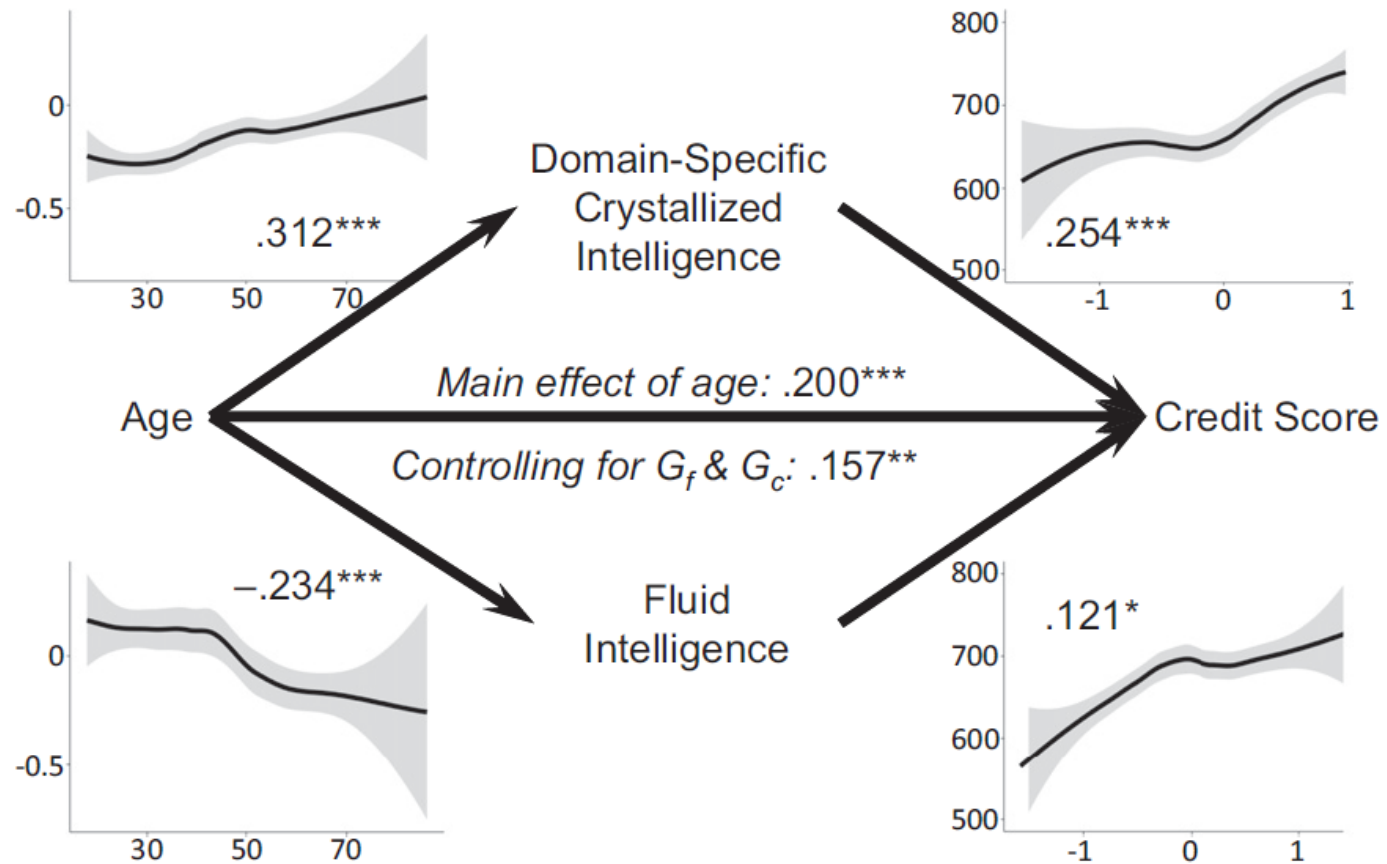 0
-0.5
.312***
30 50 70
Domain-Specific
Crystallized
Intelligence
800
700
600
500
.254***
-1 0 1
Main effect of age: .200***
Age
Credit Score
Controlling for Gf & Gc: .157**
0
-0.5
–.234***
30 50 70
Fluid
Intelligence
800
700
600
500
.121*
-1 0 1